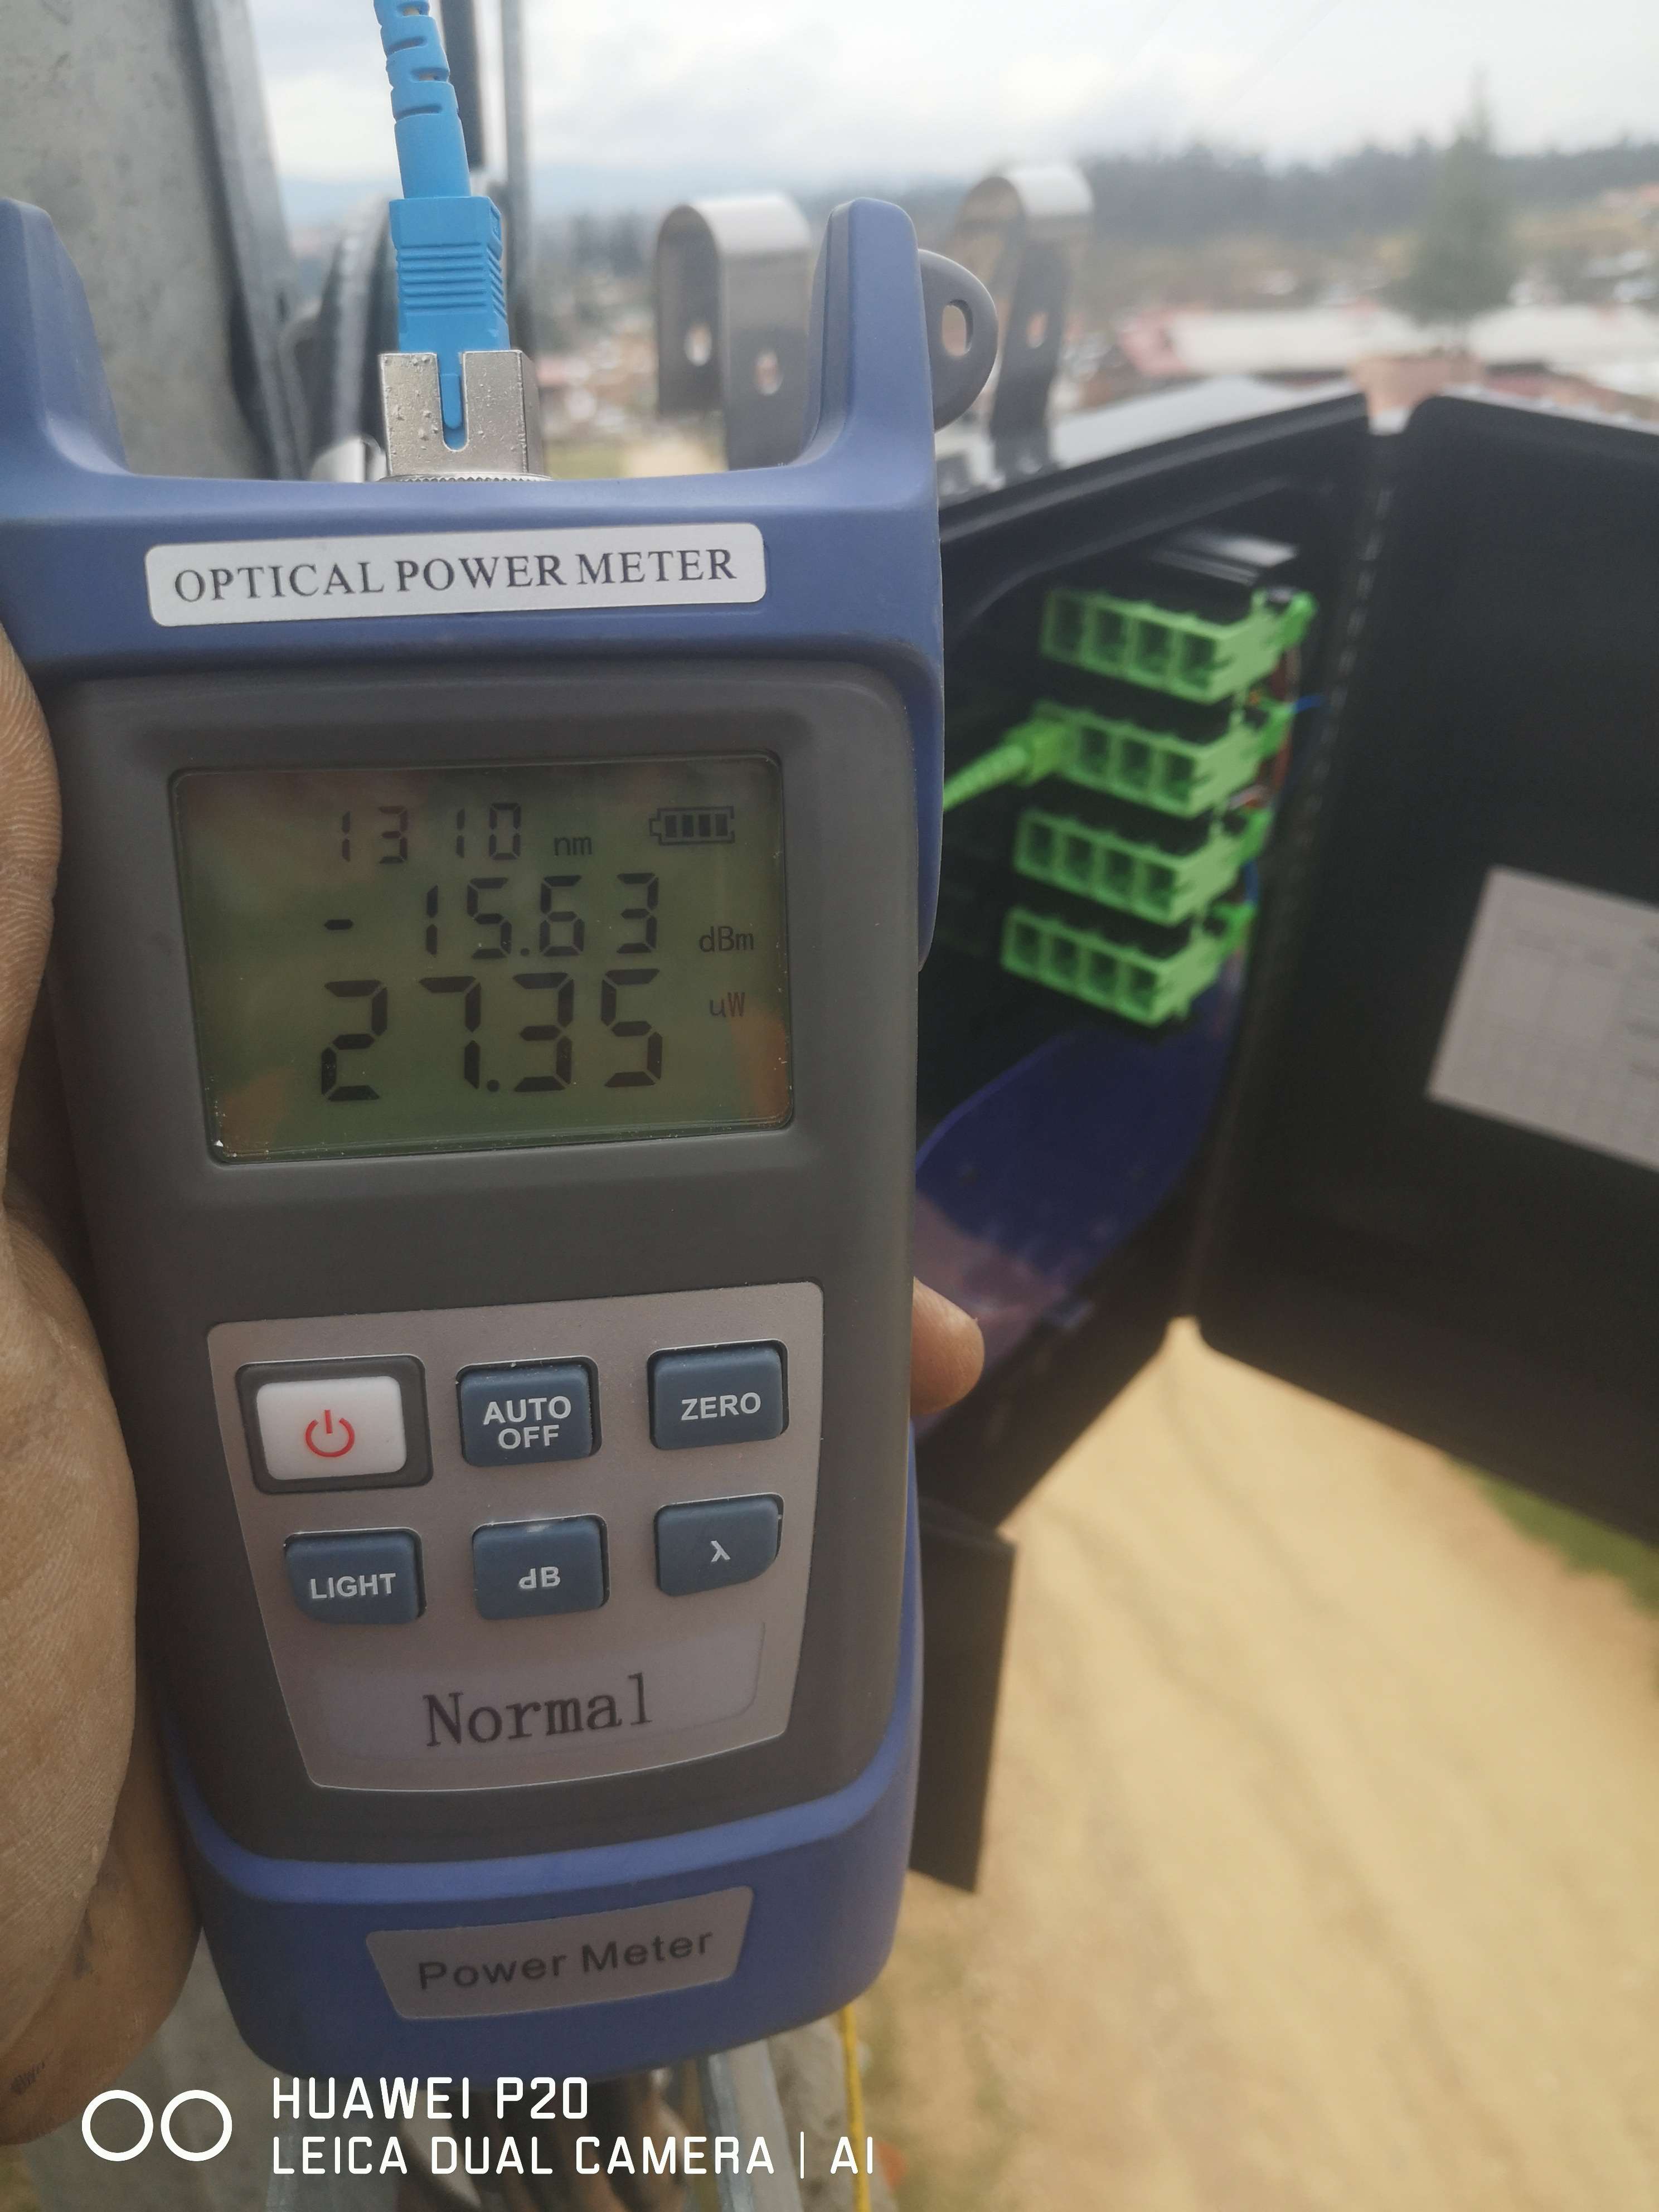 OPTICAL POWER METER
1310 nm
-15.63 dBm
27.35 uW
AUTO OFF
ZERO
LIGHT
dB
λ
Normal
Power Meter
HUAWEI P20
LEICA DUAL CAMERA | AI